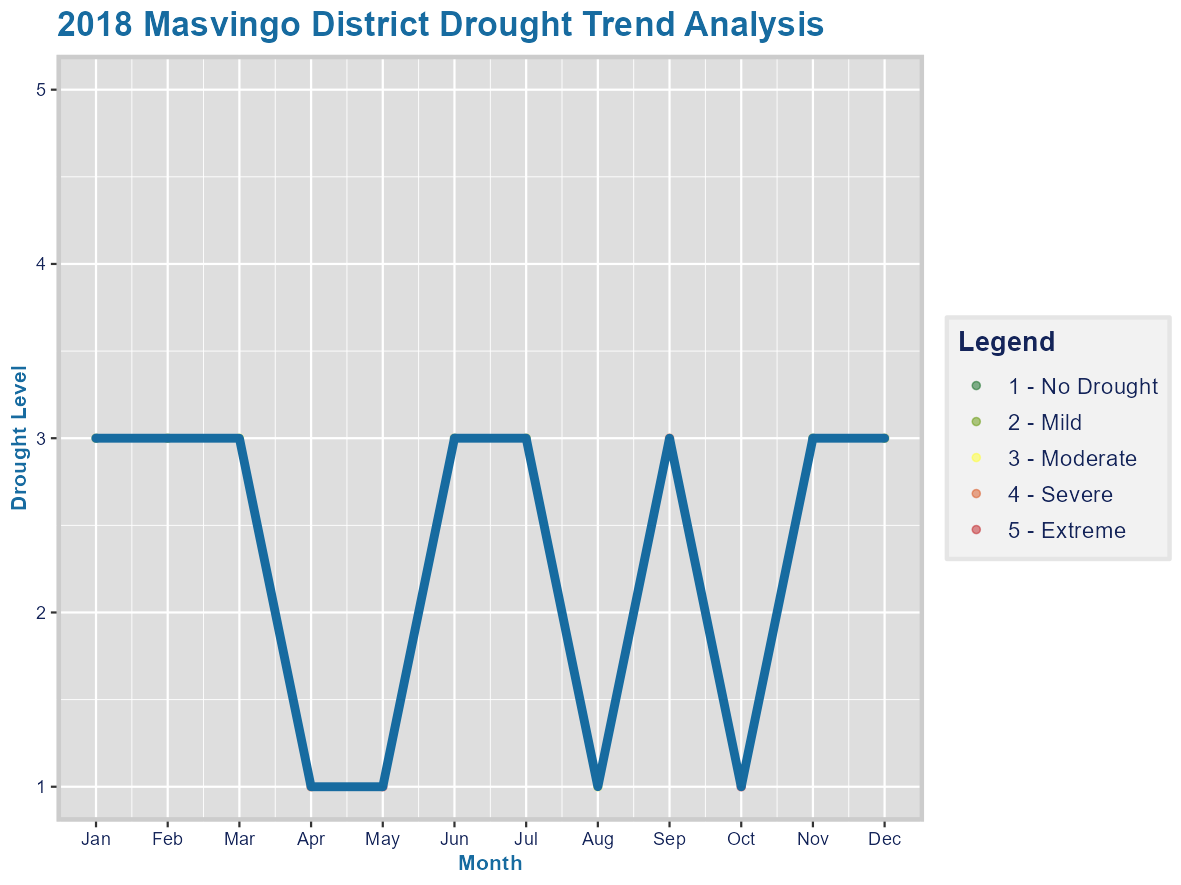 2018 Masvingo District Drought Trend Analysis
5
4
3
2
1
Drought Level
Jan Feb Mar Apr May Jun Jul Aug Sep Oct Nov Dec
Month
Legend
1 - No Drought
2 - Mild
3 - Moderate
4 - Severe
5 - Extreme